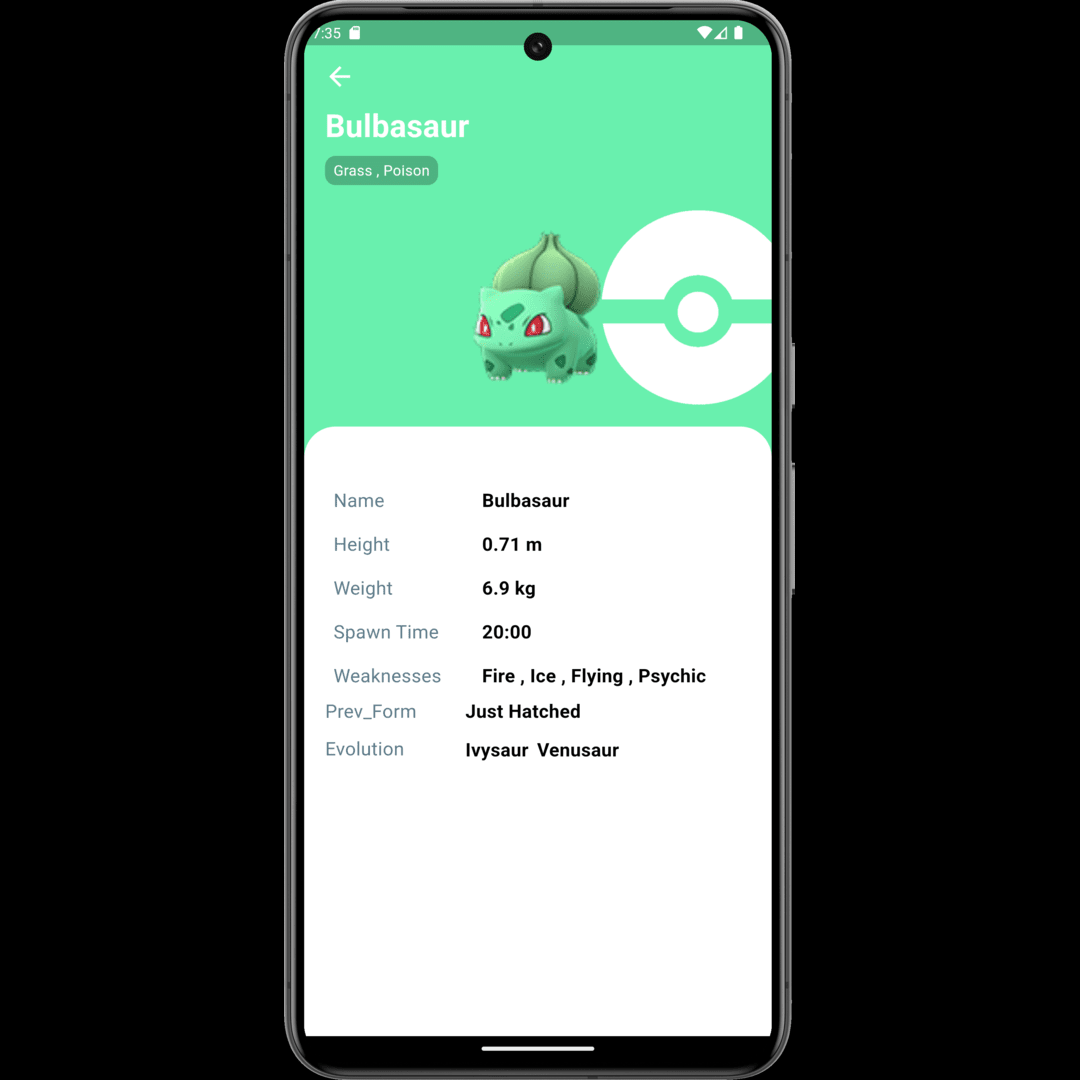 7:35
Bulbasaur
Grass , Poison
Name Bulbasaur
Height 0.71 m
Weight 6.9 kg
Spawn Time 20:00
Weaknesses Fire , Ice , Flying , Psychic
Prev_Form Just Hatched
Evolution Ivysaur Venusaur